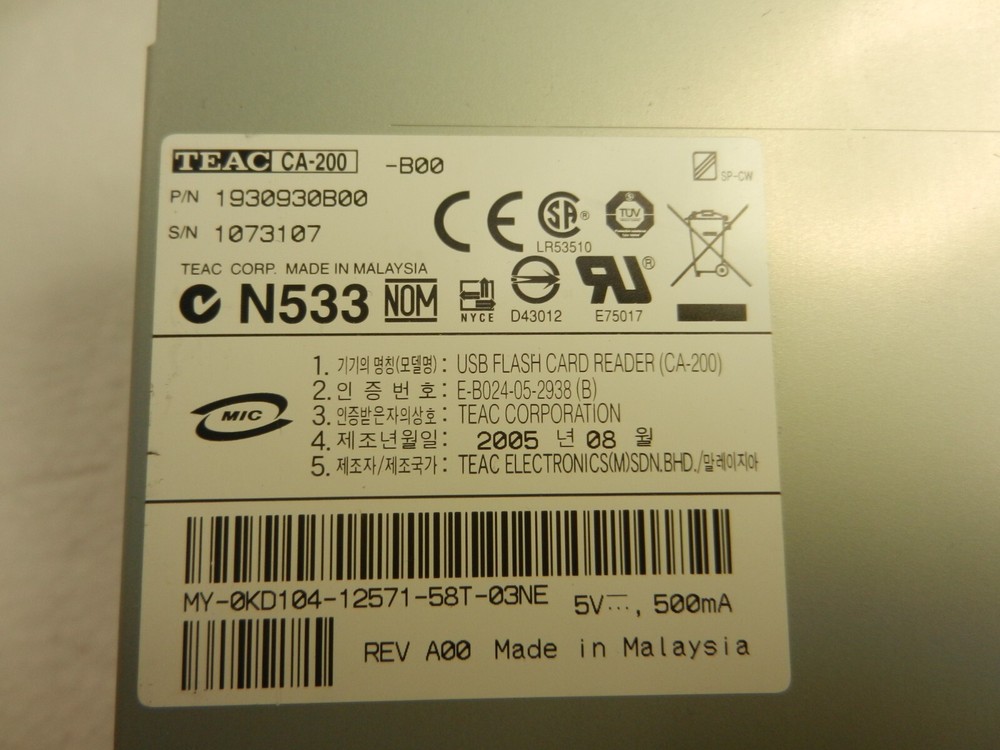 TEAC CA-200 -B00
SP-CW
P/N 1930930B00
S/N 1073107
CE SA ® TÜV
LR53510
TEAC CORP. MADE IN MALAYSIA
N533 NOM NYCE D43012 UR ® E75017
1. 기기의 명칭(모델명) : USB FLASH CARD READER (CA-200)
2. 인 증 번 호 : E-B024-05-2938 (B)
3. 인증받은자의상호 : TEAC CORPORATION
4. 제조년월일 : 2005 년 08 월
5. 제조자/제조국가 : TEAC ELECTRONICS(M)SDN.BHD./말레이지아
MIC
MY-0KD104-12571-58T-03NE 5V⎓, 500mA
REV A00 Made in Malaysia